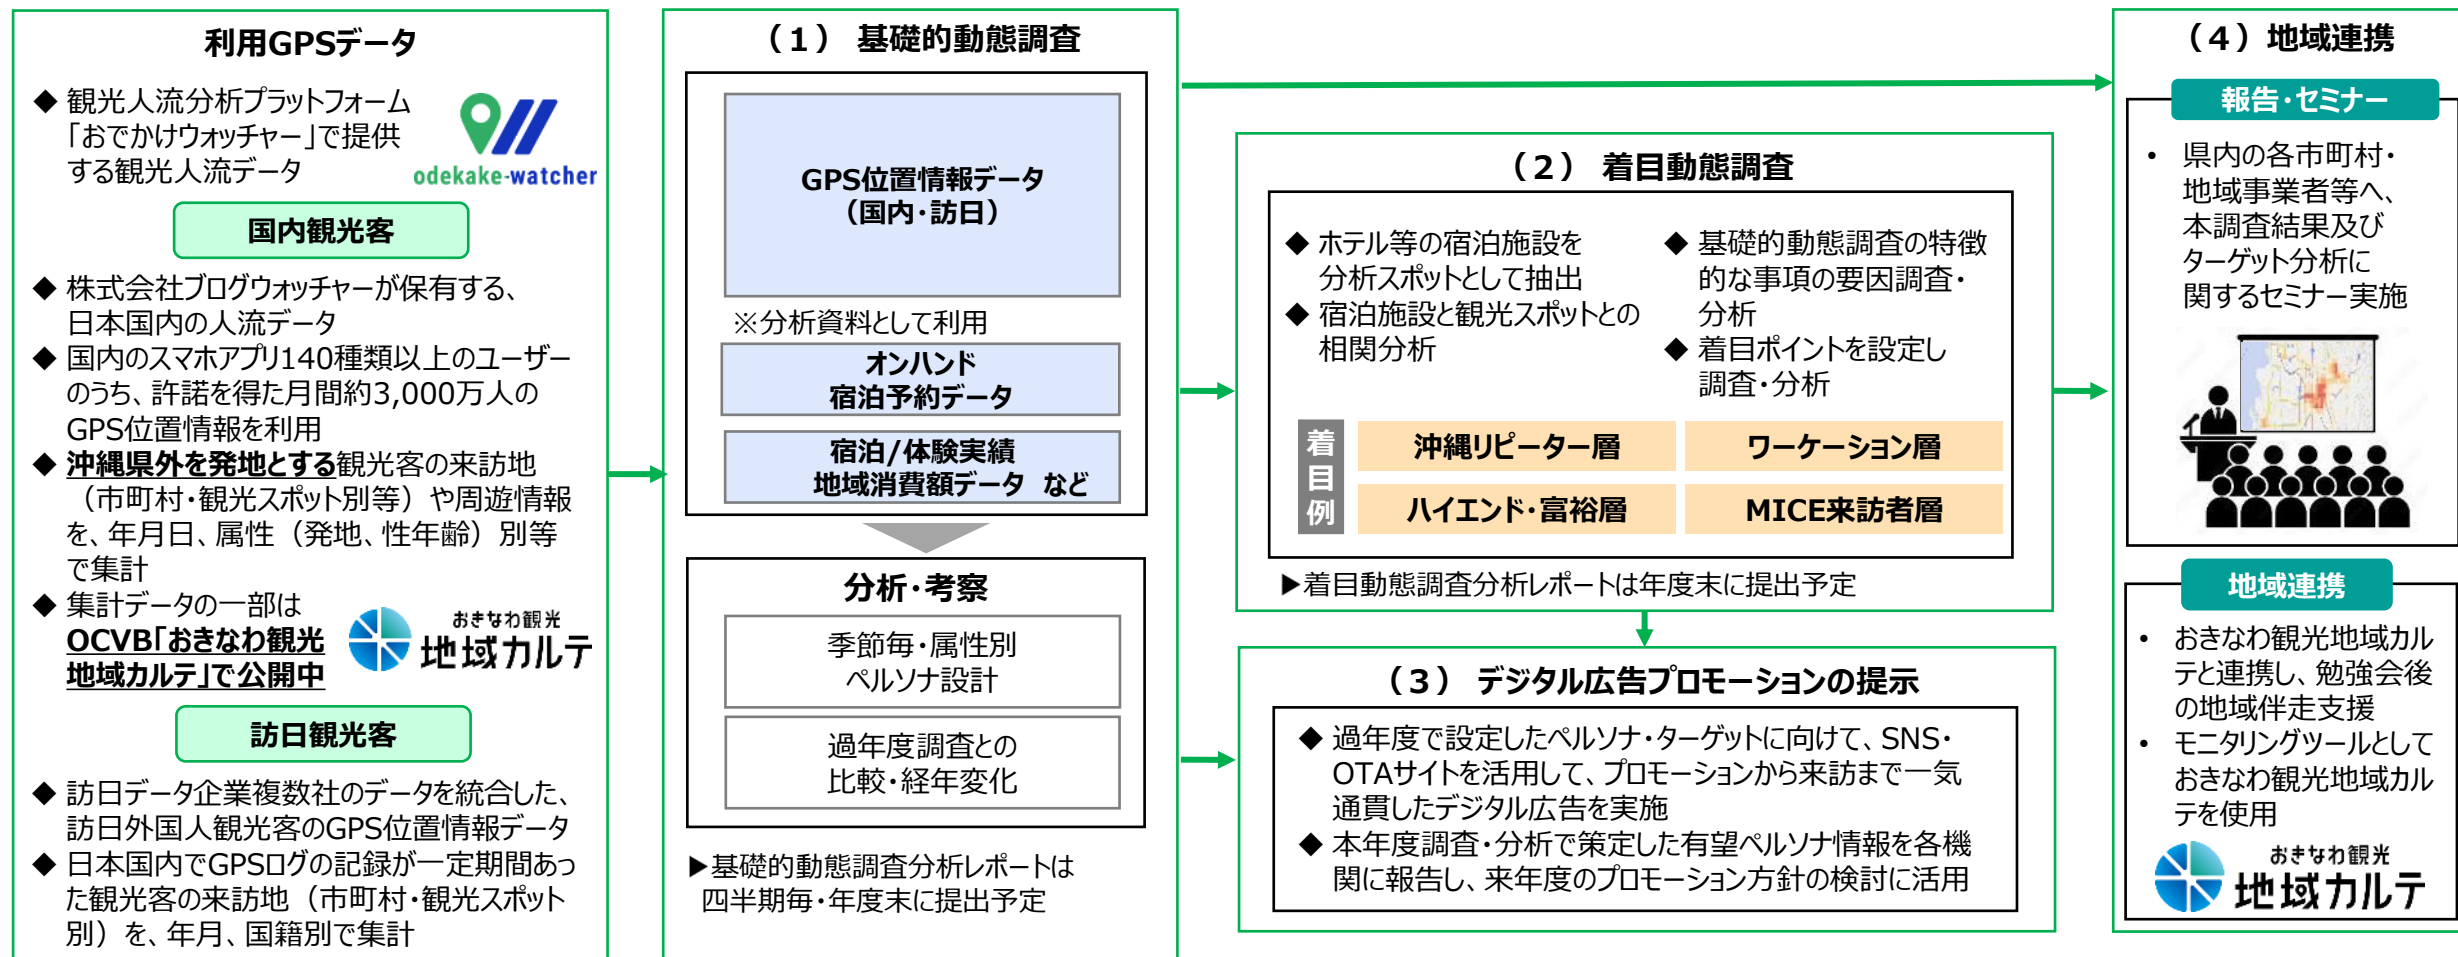 利用GPSデータ
◆ 観光人流分析プラットフォーム
「おでかけウォッチャー」で提供
する観光人流データ
odekake-watcher
国内観光客
◆ 株式会社ブログウォッチャーが保有する、
日本国内の人流データ
◆ 国内のスマホアプリ140種類以上のユーザー
のうち、許諾を得た月間約3,000万人の
GPS位置情報を利用
◆ 沖縄県外を発地とする観光客の来訪地
（市町村・観光スポット別等）や周遊情報
を、年月日、属性（発地、性年齢）別等
で集計
◆ 集計データの一部は
OCVB「おきなわ観光
地域カルテ」で公開中
おきなわ観光
地域カルテ
訪日観光客
◆ 訪日データ企業複数社のデータを統合した、
訪日外国人観光客のGPS位置情報データ
◆ 日本国内でGPSログの記録が一定期間あっ
た観光客の来訪地（市町村・観光スポット
別）を、年月、国籍別で集計
（１） 基礎的動態調査
GPS位置情報データ
（国内・訪日）
※分析資料として利用
オンハンド
宿泊予約データ
宿泊/体験実績
地域消費額データ など
分析・考察
季節毎・属性別
ペルソナ設計
過年度調査との
比較・経年変化
▶基礎的動態調査分析レポートは
四半期毎・年度末に提出予定
（２） 着目動態調査
◆ ホテル等の宿泊施設を
分析スポットとして抽出
◆ 宿泊施設と観光スポットとの
相関分析
◆ 基礎的動態調査の特徴
的な事項の要因調査・
分析
◆ 着目ポイントを設定し
調査・分析
着目例
沖縄リピーター層
ワーケーション層
ハイエンド・富裕層
MICE来訪者層
▶着目動態調査分析レポートは年度末に提出予定
（３） デジタル広告プロモーションの提示
◆ 過年度で設定したペルソナ・ターゲットに向けて、SNS・
OTAサイトを活用して、プロモーションから来訪まで一気
通貫したデジタル広告を実施
◆ 本年度調査・分析で策定した有望ペルソナ情報を各機
関に報告し、来年度のプロモーション方針の検討に活用
（４）地域連携
報告・セミナー
• 県内の各市町村・
地域事業者等へ、
本調査結果及び
ターゲット分析に
関するセミナー実施
地域連携
• おきなわ観光地域カル
テと連携し、勉強会後
の地域伴走支援
• モニタリングツールとして
おきなわ観光地域カル
テを使用
おきなわ観光
地域カルテ